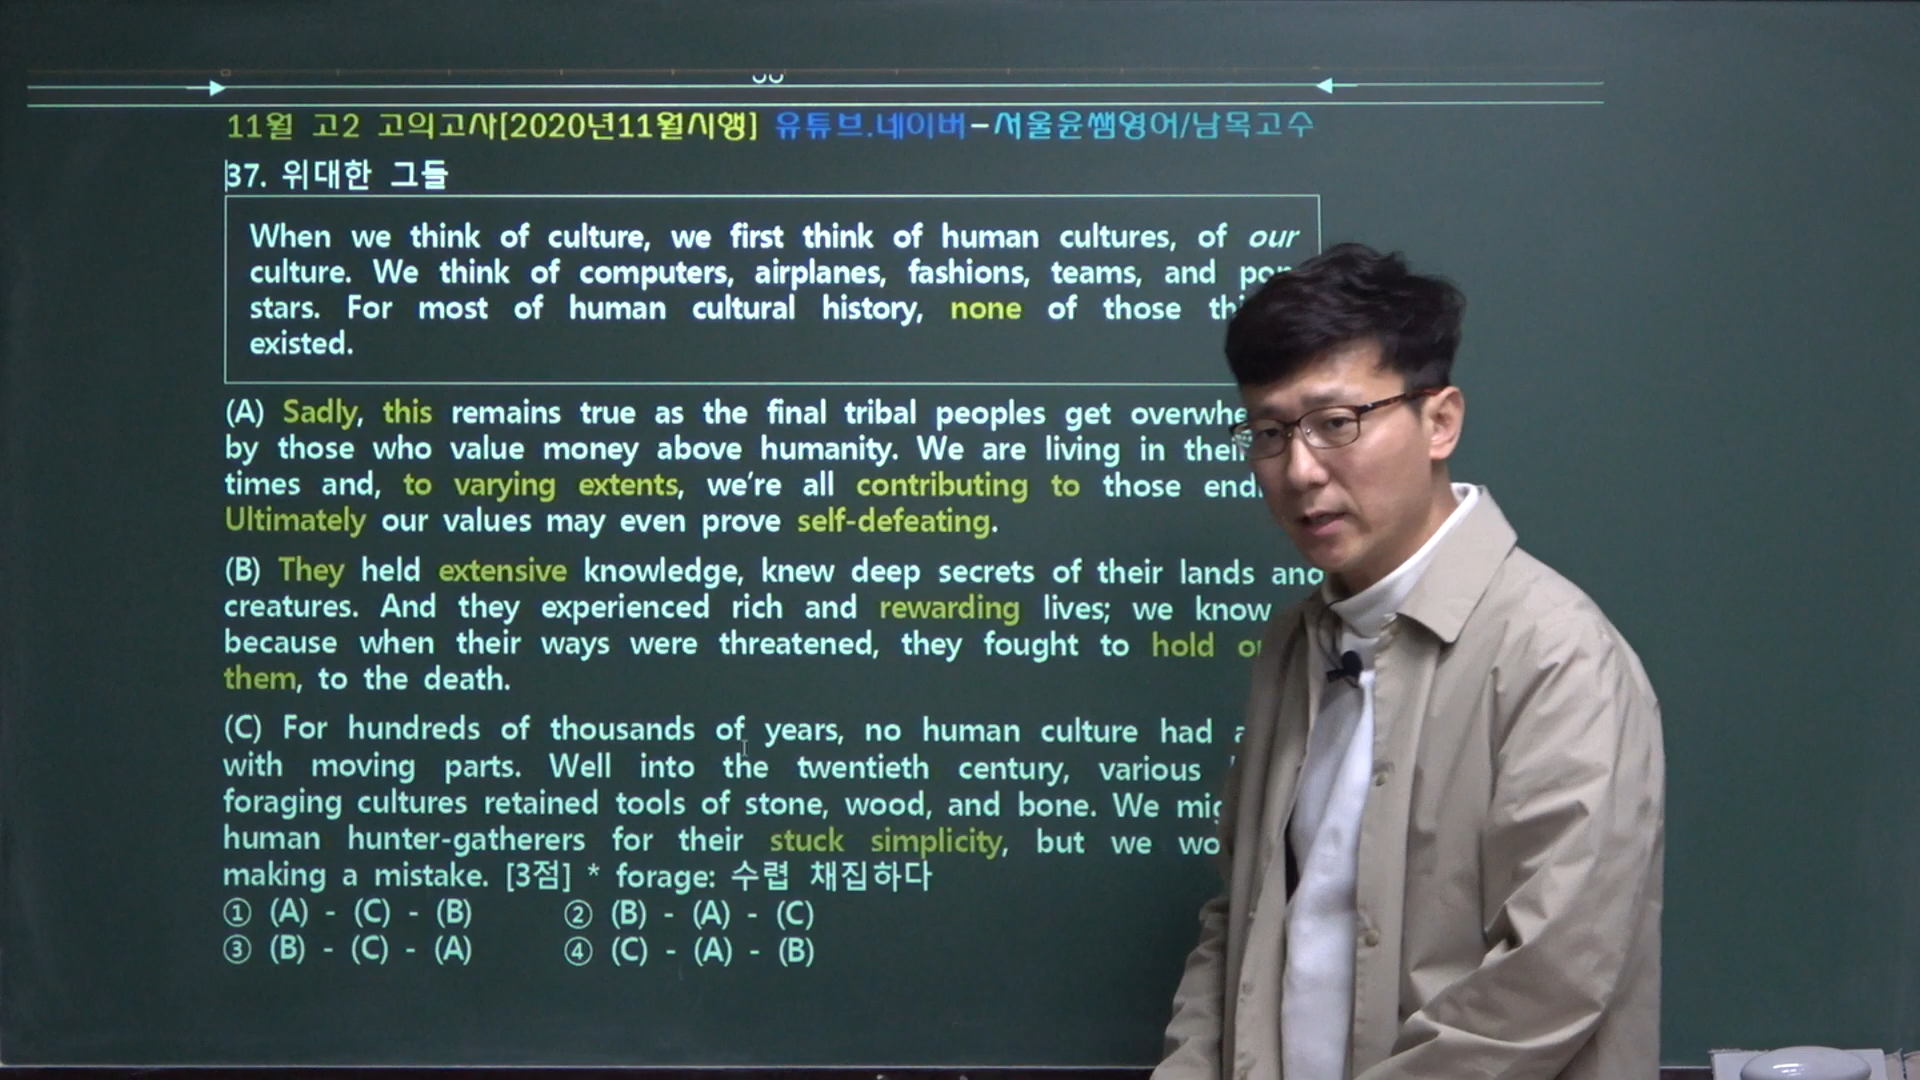 11월 고2 고의고사[2020년11월시행] 유튜브.네이버-서울윤쌤영어/남목고수
37. 위대한 그들
When we think of culture, we first think of human cultures, of our
culture. We think of computers, airplanes, fashions, teams, and
stars. For most of human cultural history, none of those
existed.
(A) Sadly, this remains true as the final tribal peoples get
by those who value money above humanity. We are living in
times and, to varying extents, we're all contributing to those
Ultimately our values may even prove self-defeating.
(B) They held extensive knowledge, knew deep secrets of their lands and
creatures. And they experienced rich and rewarding lives; we know
because when their ways were threatened, they fought to hold
them, to the death.
(C) For hundreds of thousands of years, no human culture had
with moving parts. Well into the twentieth century, various
foraging cultures retained tools of stone, wood, and bone. We
human hunter-gatherers for their stuck simplicity, but we
making a mistake. [3점] * forage: 수렵 채집하다
① (A) - (C) - (B) ② (B) - (A) - (C)
③ (B) - (C) - (A) ④ (C) - (A) - (B)